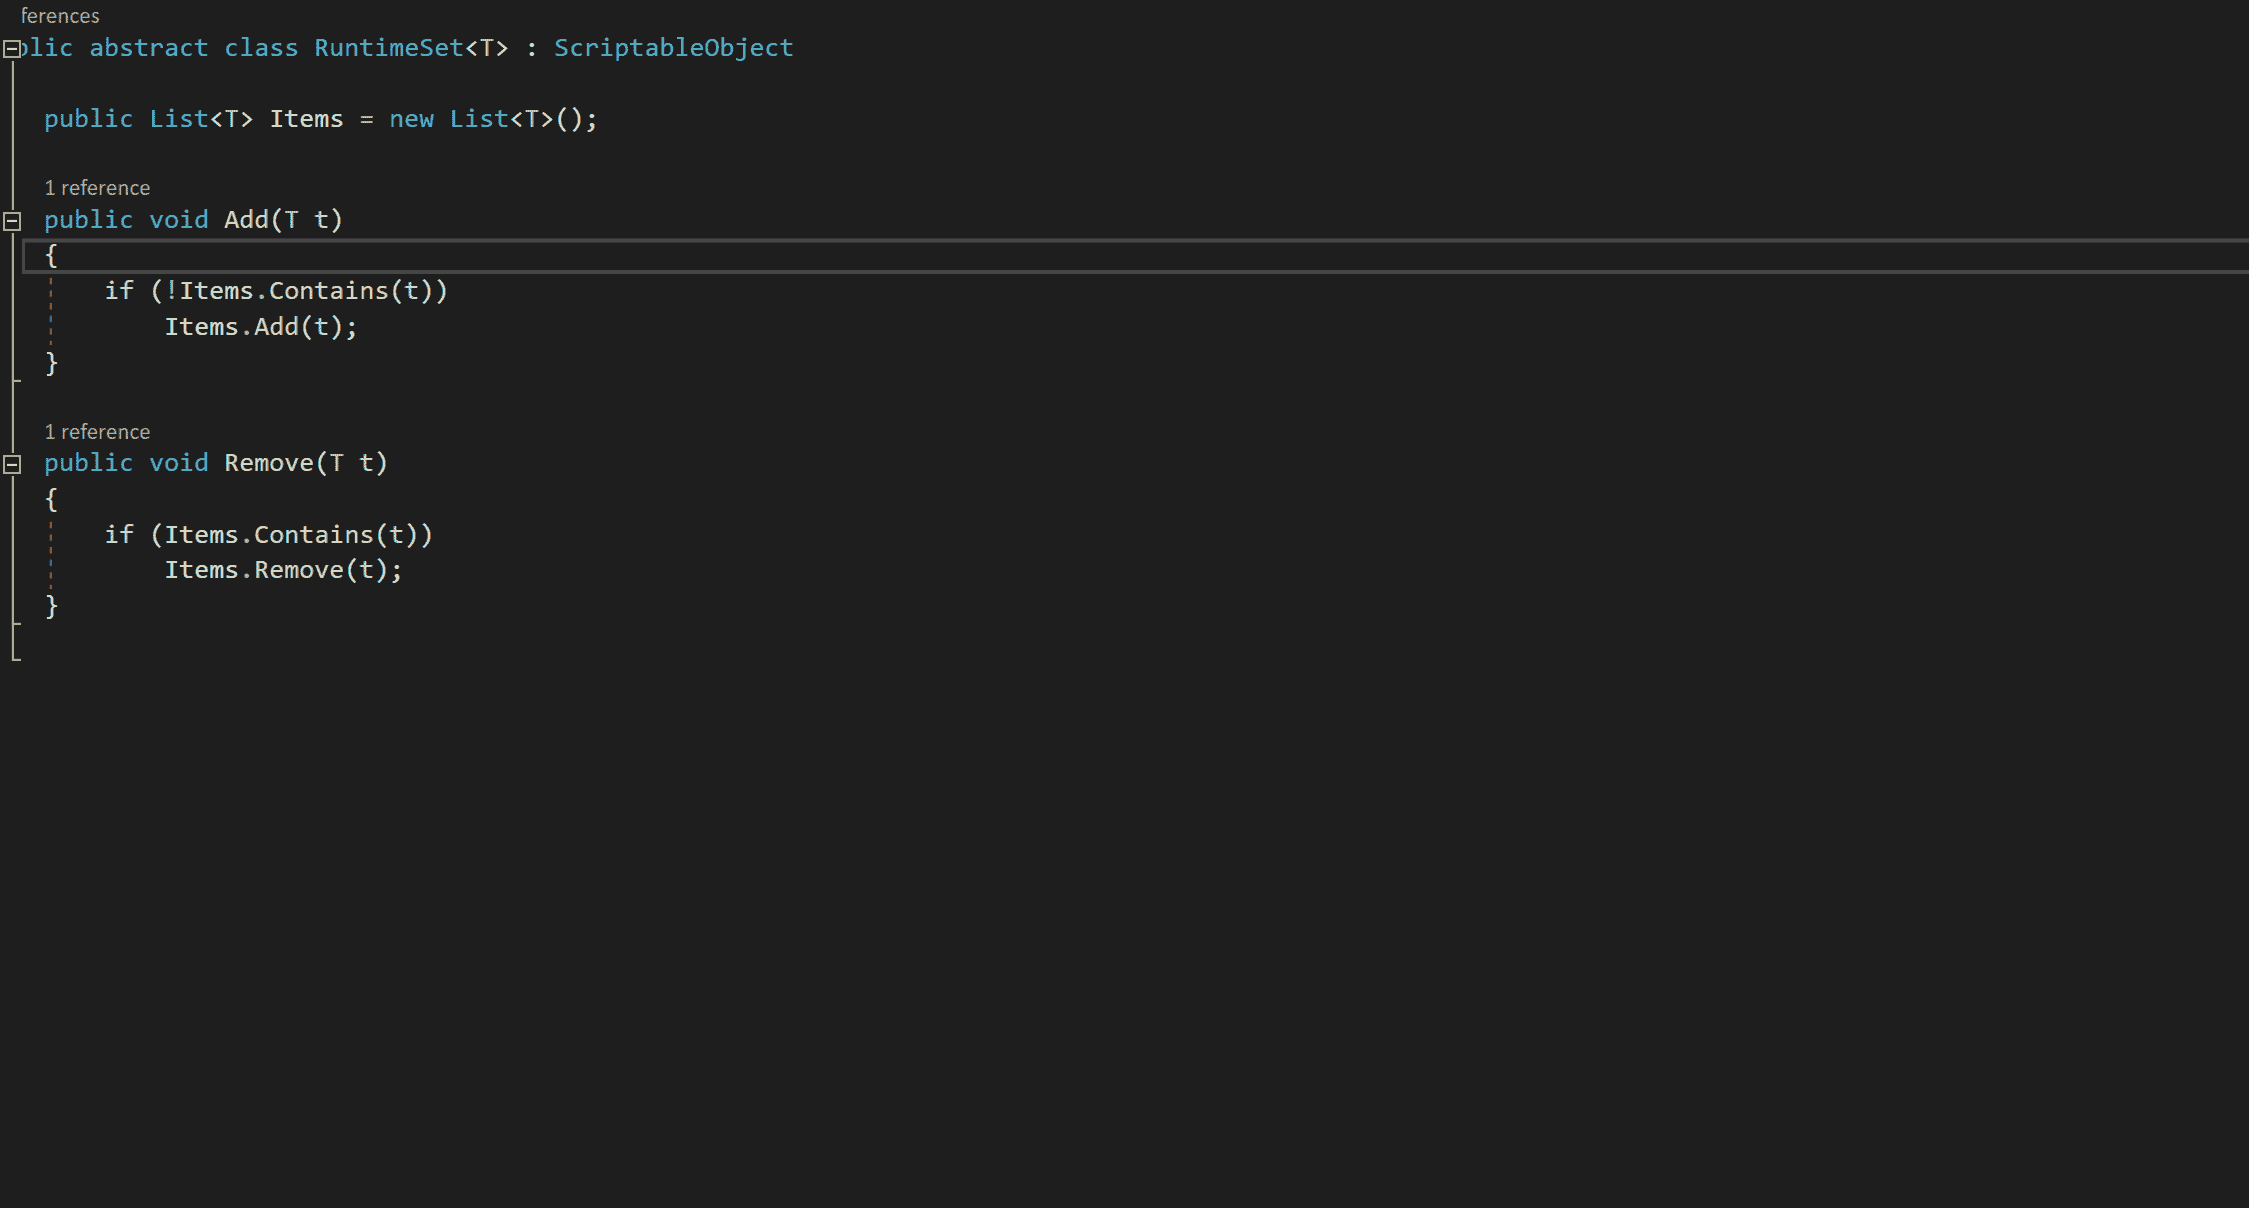 ferences
blic abstract class RuntimeSet<T> : ScriptableObject
public List<T> Items = new List<T>();
1 reference
public void Add(T t)
{
if (!Items.Contains(t))
Items.Add(t);
}
1 reference
public void Remove(T t)
{
if (Items.Contains(t))
Items.Remove(t);
}